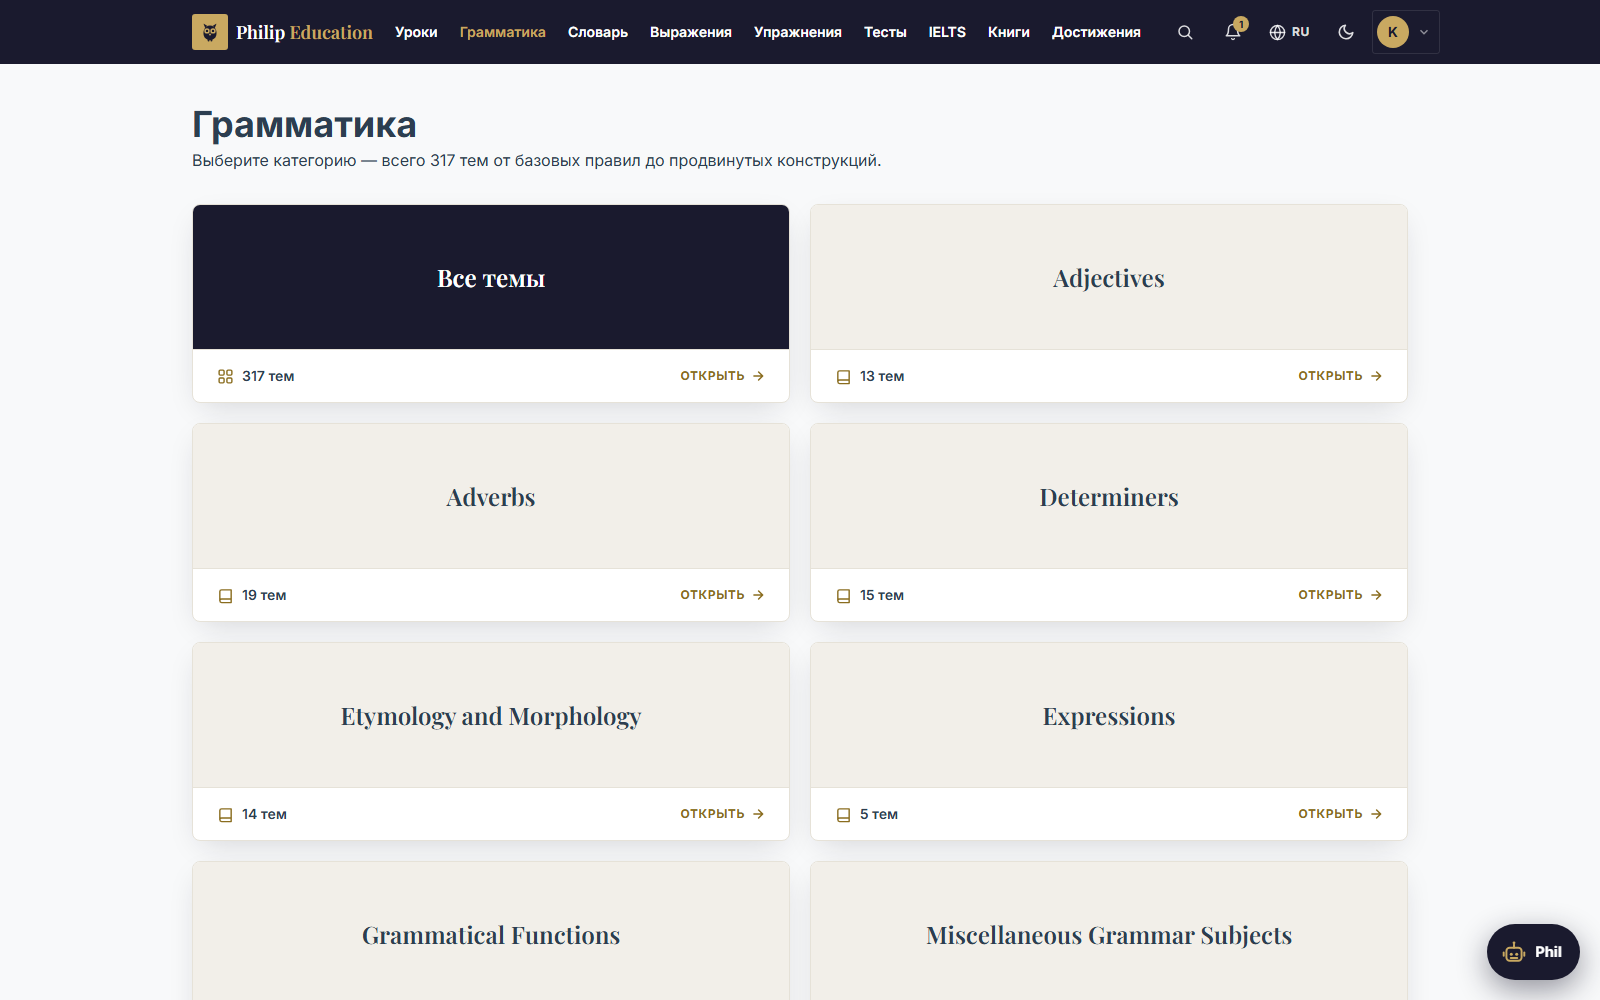 Philip Education Уроки Грамматика Словарь Выражения Упражнения Тесты IELTS Книги Достижения 1 RU K
Грамматика
Выберите категорию — всего 317 тем от базовых правил до продвинутых конструкций.
Все темы
317 тем ОТКРЫТЬ →
Adjectives
13 тем ОТКРЫТЬ →
Adverbs
19 тем ОТКРЫТЬ →
Determiners
15 тем ОТКРЫТЬ →
Etymology and Morphology
14 тем ОТКРЫТЬ →
Expressions
5 тем ОТКРЫТЬ →
Grammatical Functions
Miscellaneous Grammar Subjects
Phil